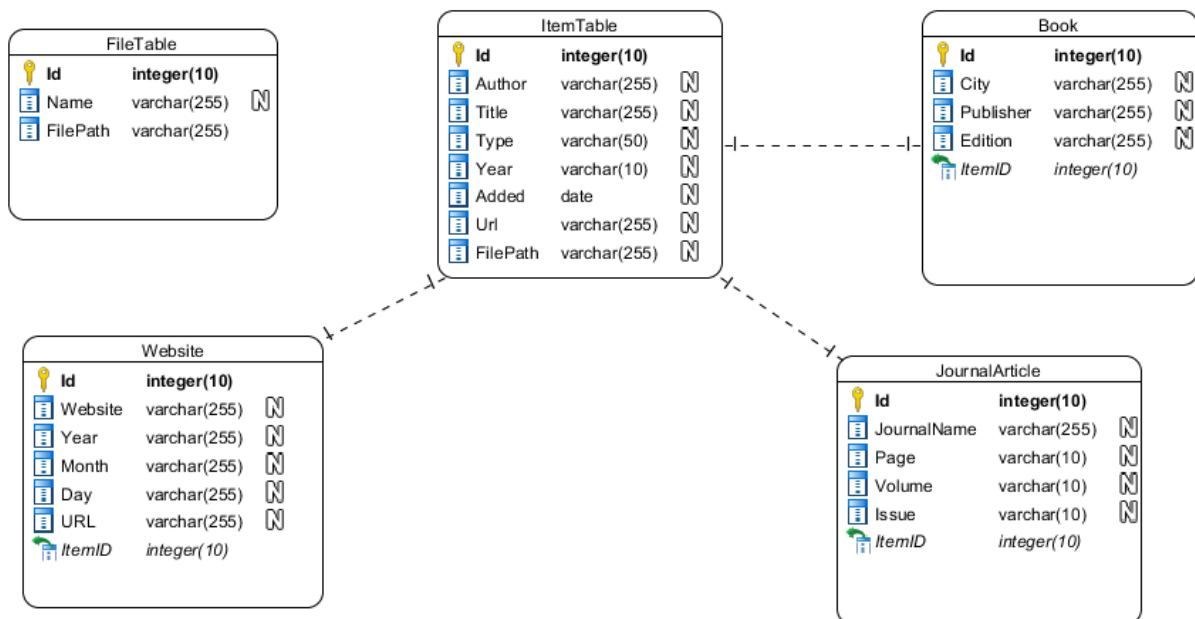 FileTable
Id integer(10)
Name varchar(255) N
FilePath varchar(255)
ItemTable
Id integer(10)
Author varchar(255) N
Title varchar(255) N
Type varchar(50) N
Year varchar(10) N
Added date N
Url varchar(255) N
FilePath varchar(255) N
Book
Id integer(10)
City varchar(255) N
Publisher varchar(255) N
Edition varchar(255) N
ItemID integer(10)
Website
Id integer(10)
Website varchar(255) N
Year varchar(255) N
Month varchar(255) N
Day varchar(255) N
URL varchar(255) N
ItemID integer(10)
JournalArticle
Id integer(10)
JournalName varchar(255) N
Page varchar(10) N
Volume varchar(10) N
Issue varchar(10) N
ItemID integer(10)